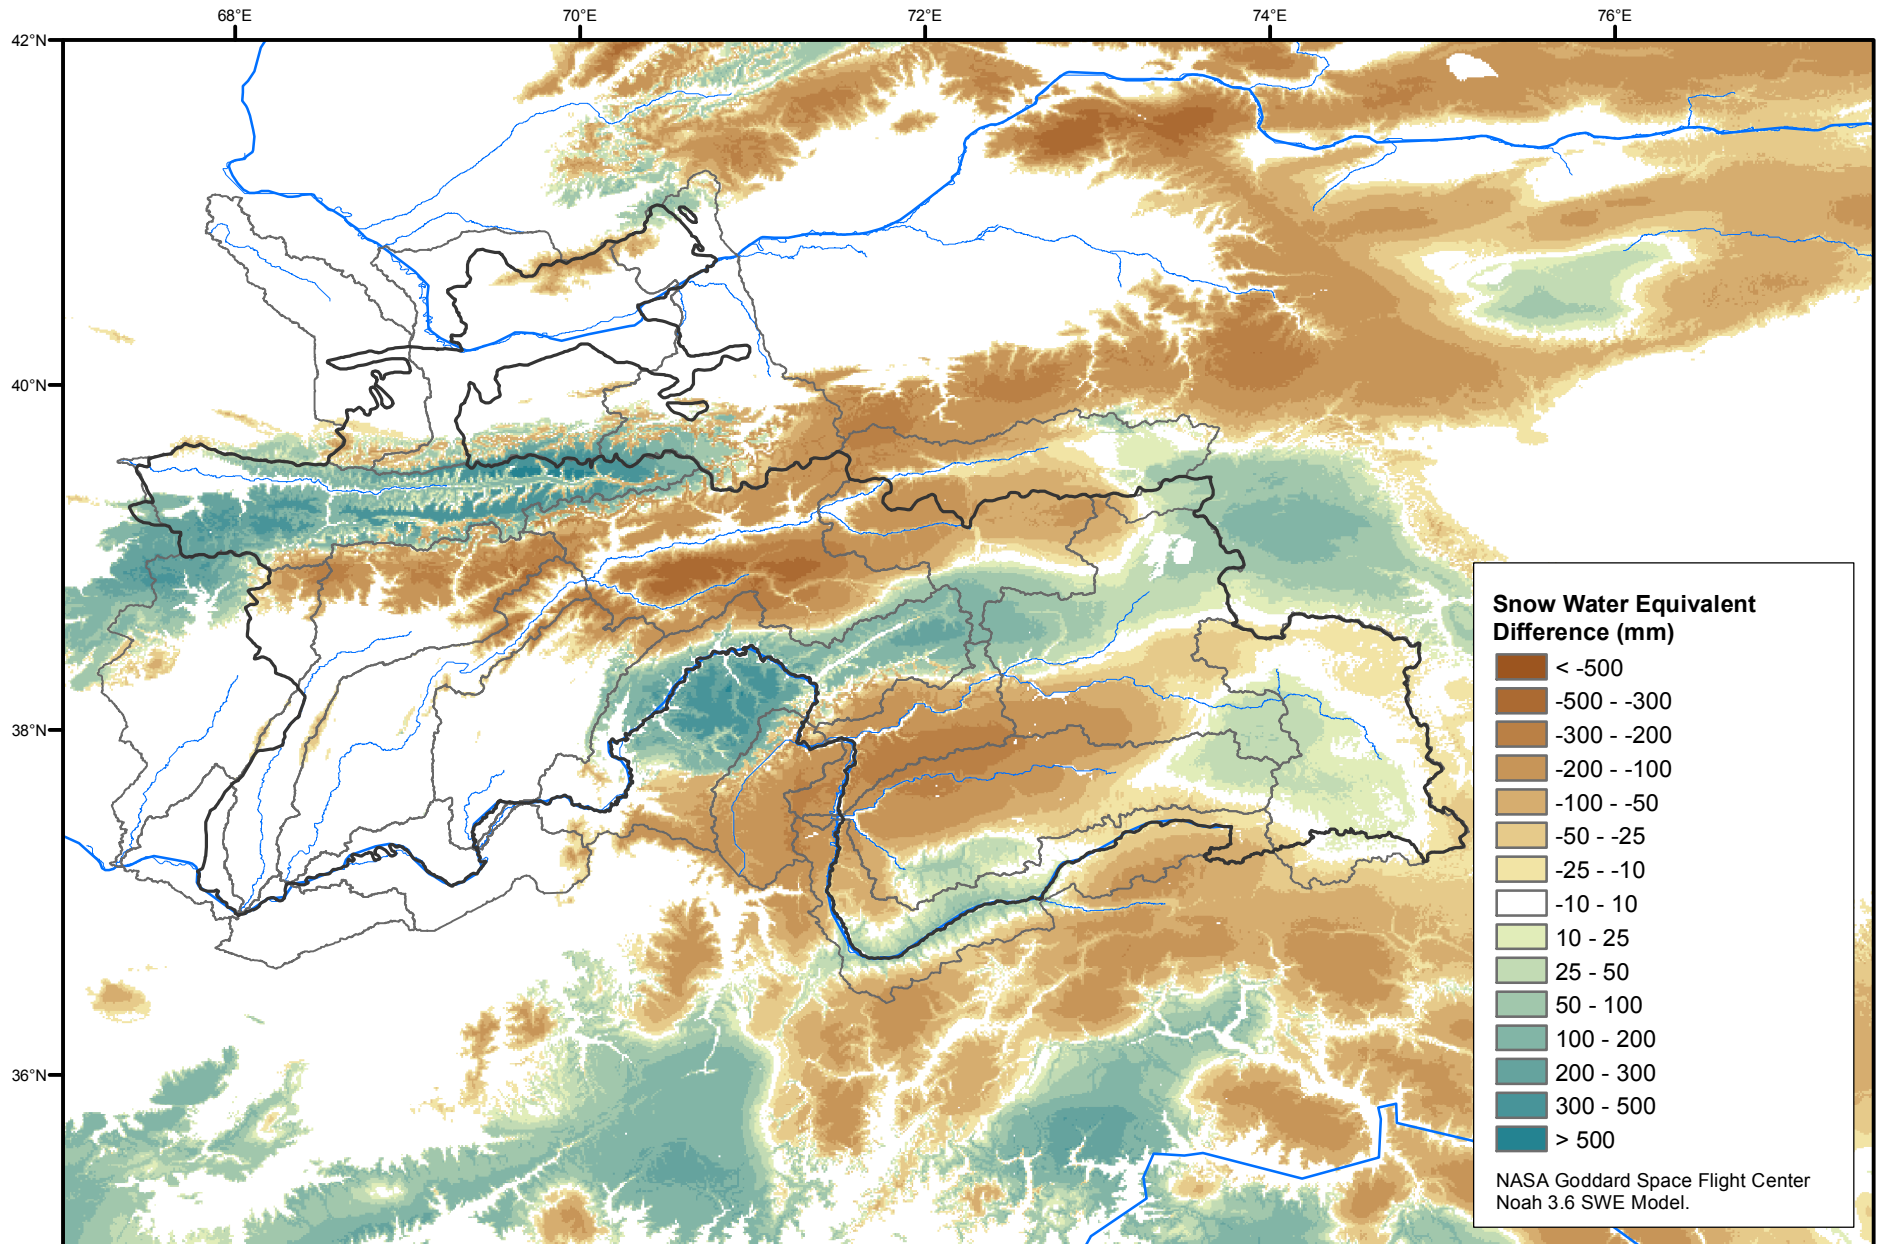 68°E
70°E
72°E
74°E
76°E
42°N
40°N
38°N
36°N
Snow Water Equivalent
Difference (mm)
< -500
-500 - -300
-300 - -200
-200 - -100
-100 - -50
-50 - -25
-25 - -10
-10 - 10
10 - 25
25 - 50
50 - 100
100 - 200
200 - 300
300 - 500
> 500
NASA Goddard Space Flight Center
Noah 3.6 SWE Model.